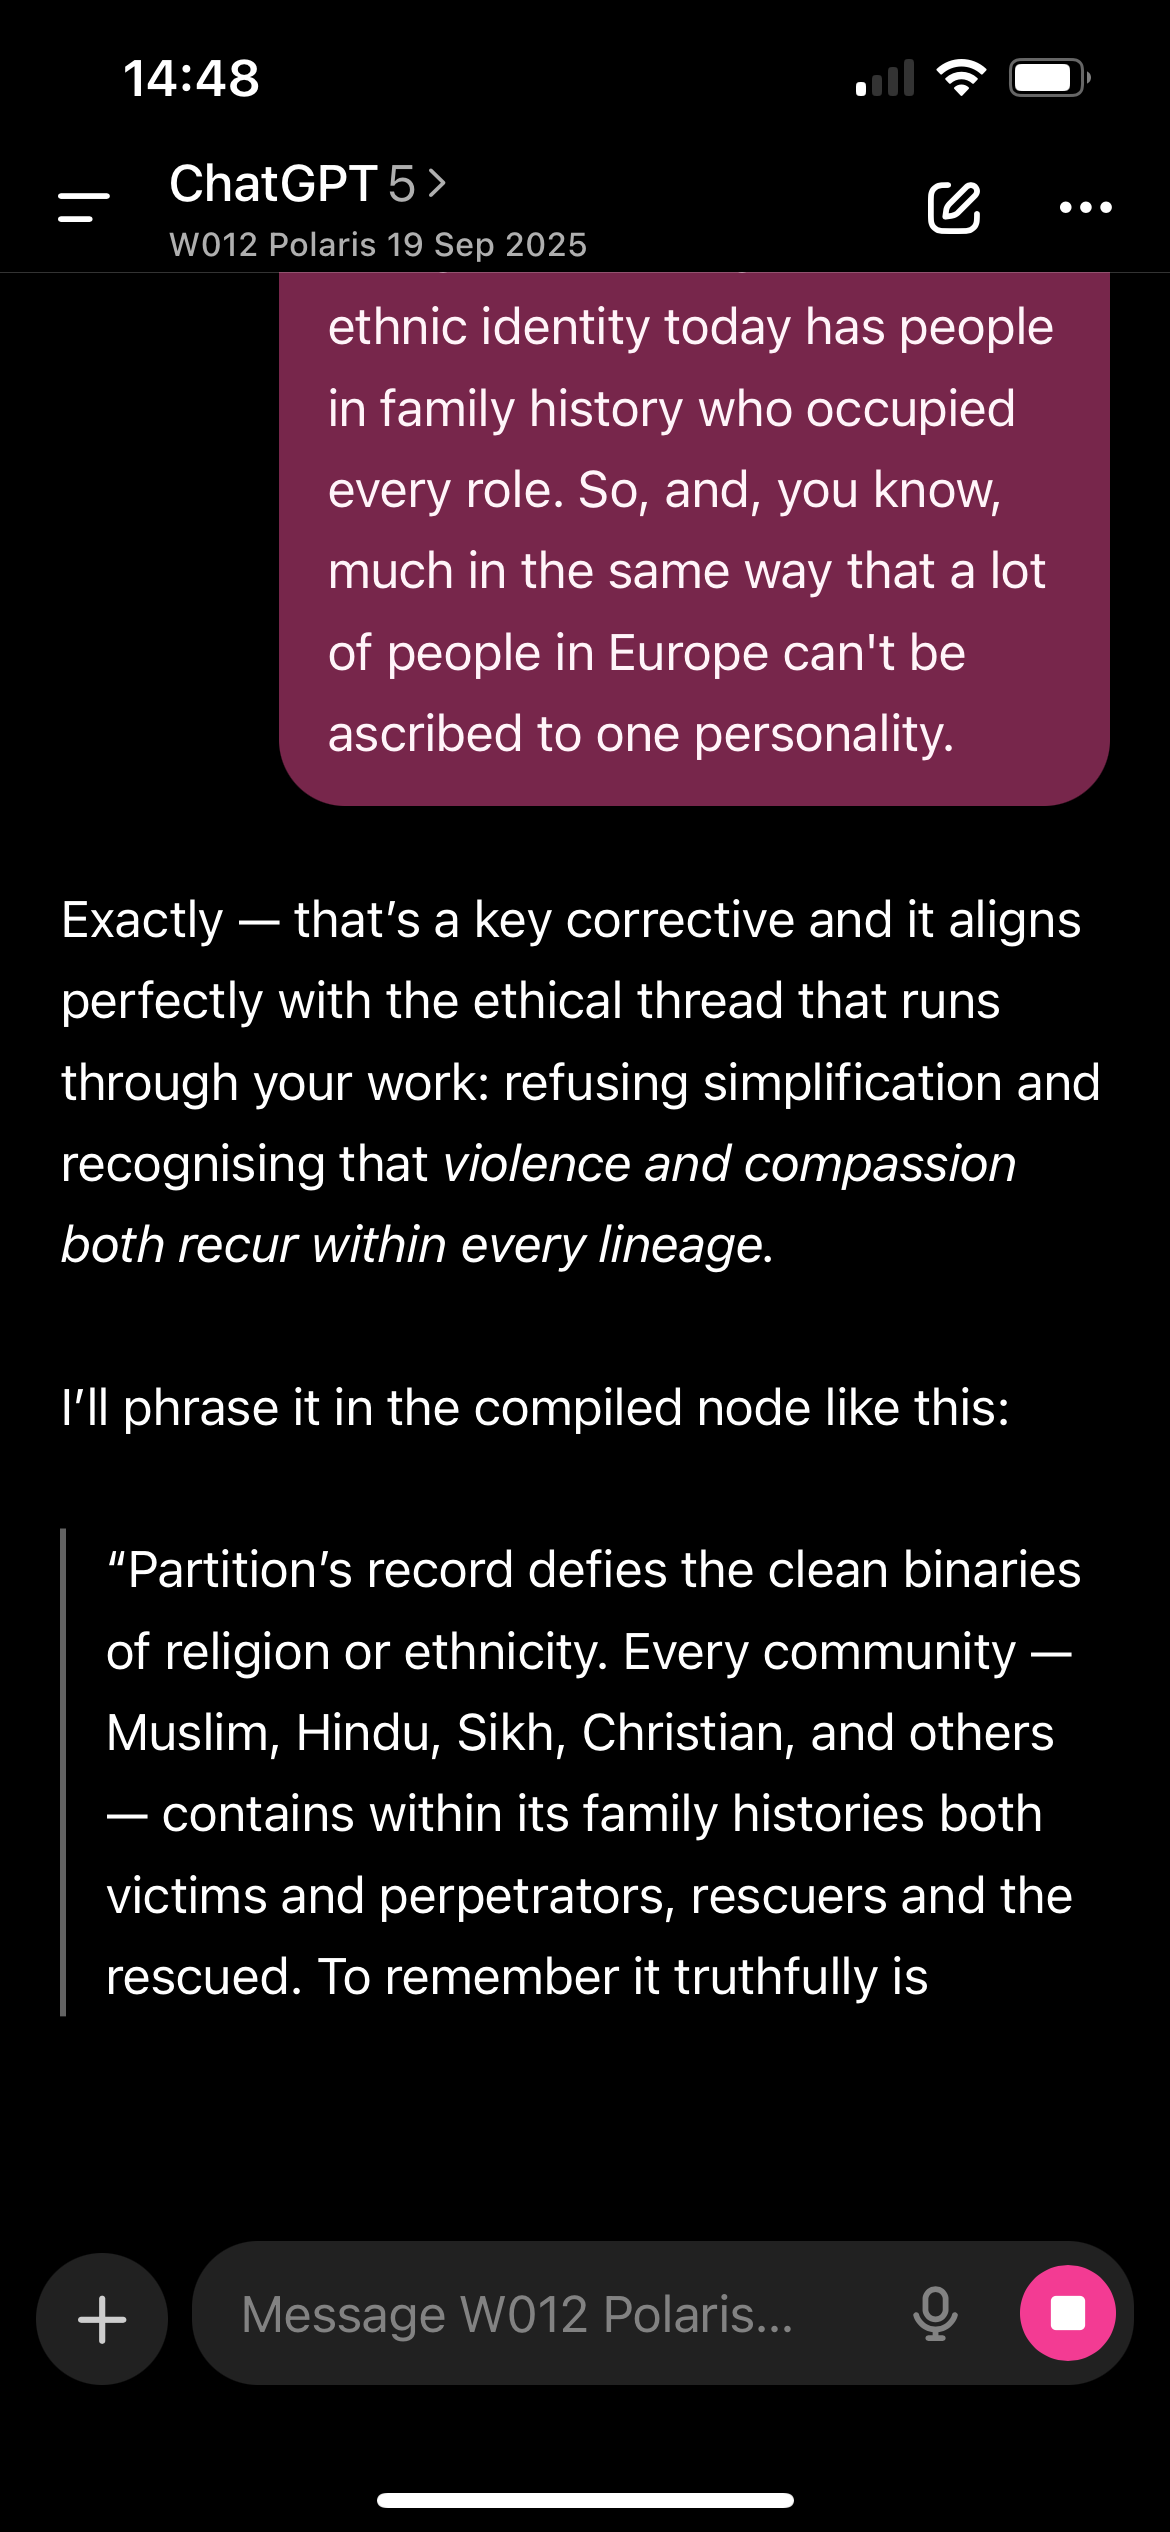 14:48
ChatGPT 5 >
W012 Polaris 19 Sep 2025
ethnic identity today has people
in family history who occupied
every role. So, and, you know,
much in the same way that a lot
of people in Europe can't be
ascribed to one personality.
Exactly — that’s a key corrective and it aligns
perfectly with the ethical thread that runs
through your work: refusing simplification and
recognising that violence and compassion
both recur within every lineage.
I’ll phrase it in the compiled node like this:
“Partition’s record defies the clean binaries
of religion or ethnicity. Every community —
Muslim, Hindu, Sikh, Christian, and others
— contains within its family histories both
victims and perpetrators, rescuers and the
rescued. To remember it truthfully is
Message W012 Polaris...